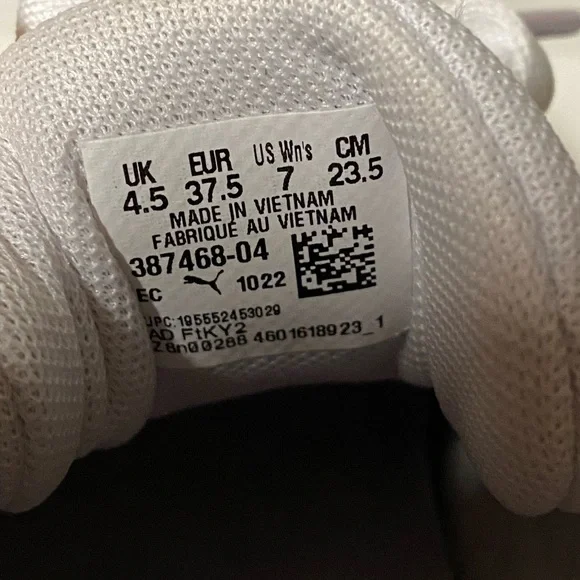 UK EUR US Wn's CM
4.5 37.5 7 23.5
MADE IN VIETNAM
FABRIQUÉ AU VIETNAM
387468-04
EC 1022
UPC:195552453029
AD FtKY2
Z8n00288 4601618923_1